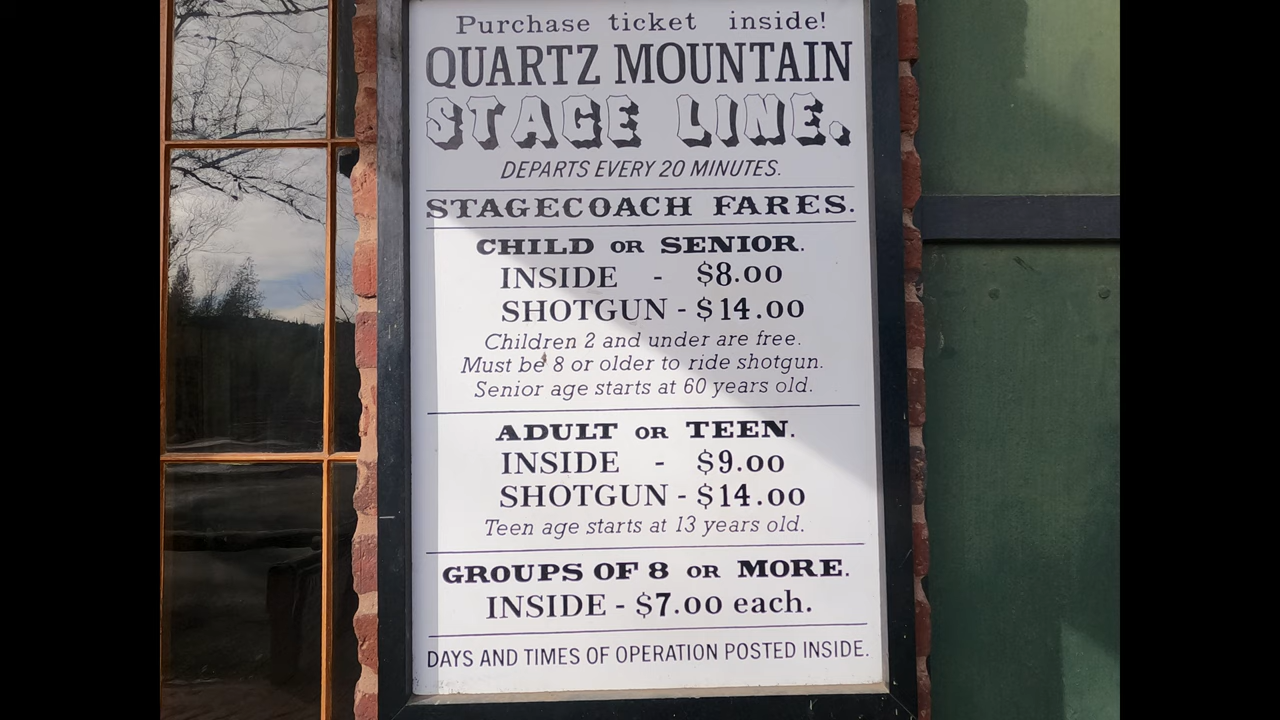 Purchase ticket inside!
QUARTZ MOUNTAIN
STAGE LINE.
DEPARTS EVERY 20 MINUTES.
STAGECOACH FARES.
CHILD OR SENIOR.
INSIDE - $8.00
SHOTGUN - $14.00
Children 2 and under are free.
Must be 8 or older to ride shotgun.
Senior age starts at 60 years old.
ADULT OR TEEN.
INSIDE - $9.00
SHOTGUN - $14.00
Teen age starts at 13 years old.
GROUPS OF 8 OR MORE.
INSIDE - $7.00 each.
DAYS AND TIMES OF OPERATION POSTED INSIDE.